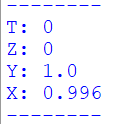 --------
T: 0
Z: 0
Y: 1.0
X: 0.996
--------